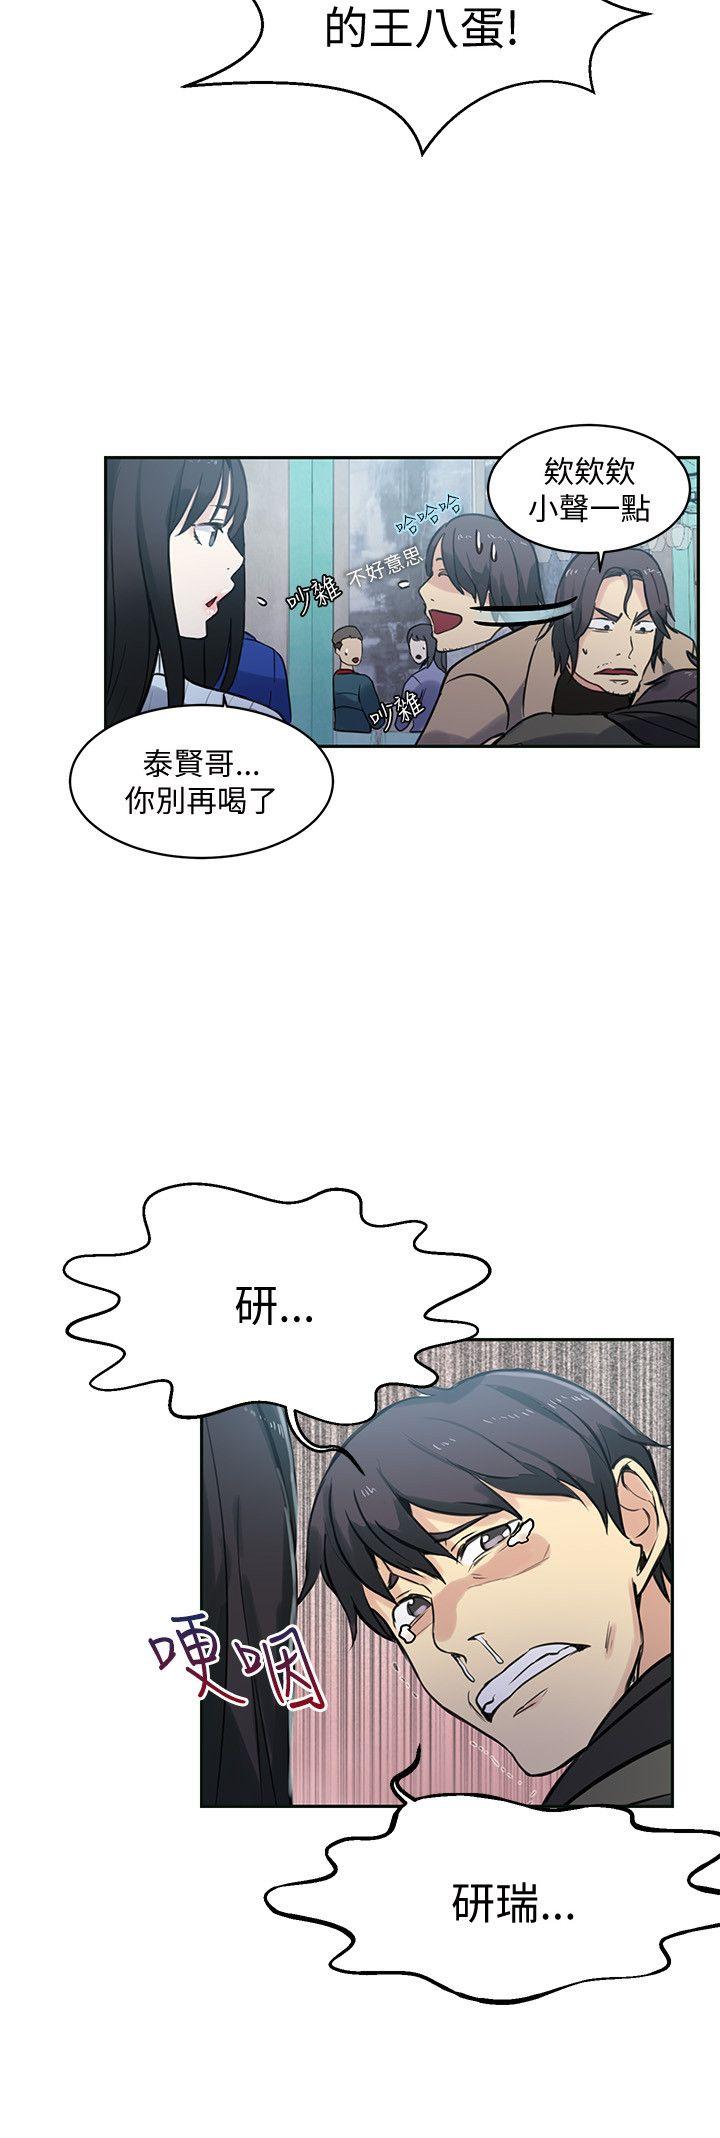 的王八蛋!
欸欸欸
小聲一點
哈哈哈
不好意思
吵雜
吵雜
泰賢哥...
你別再喝了
研...
哽咽
研瑞...